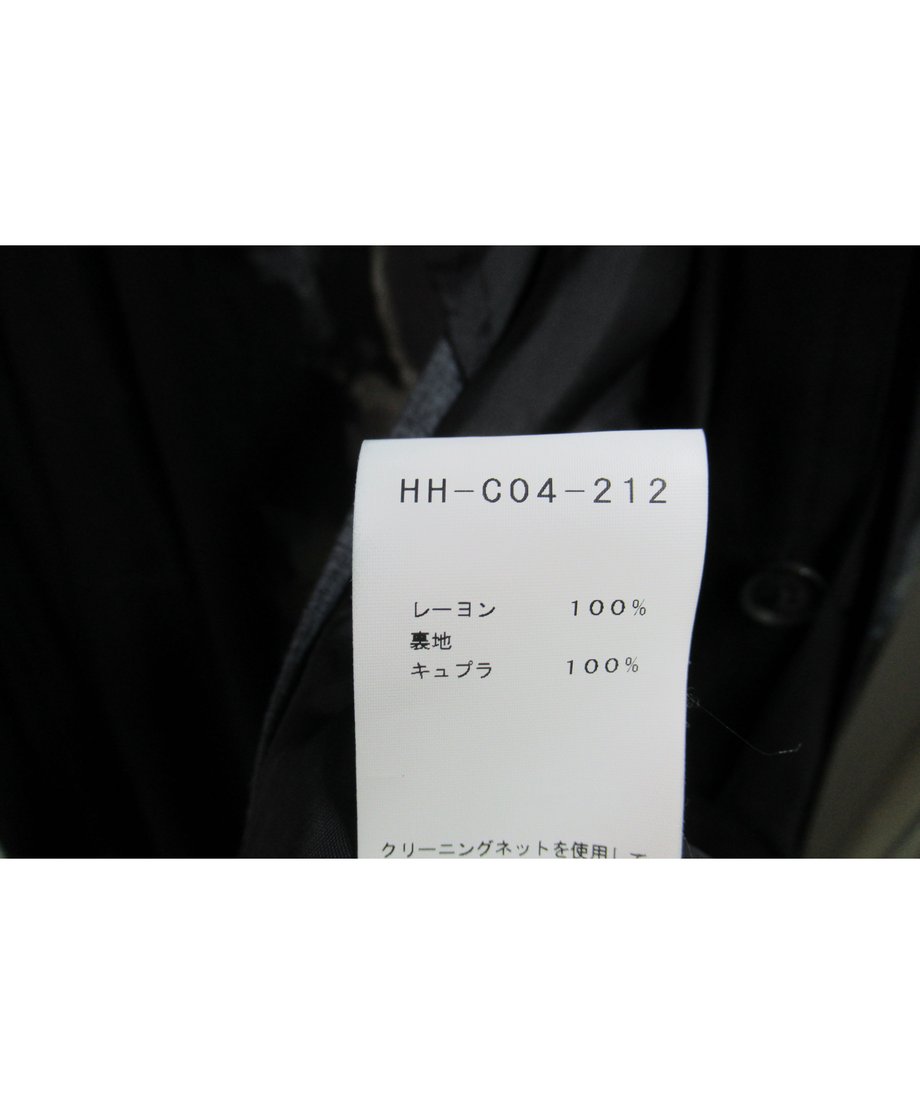 HH-C04-212
レーヨン 100%
裏地
キュプラ 100%
クリーニングネットを使用して